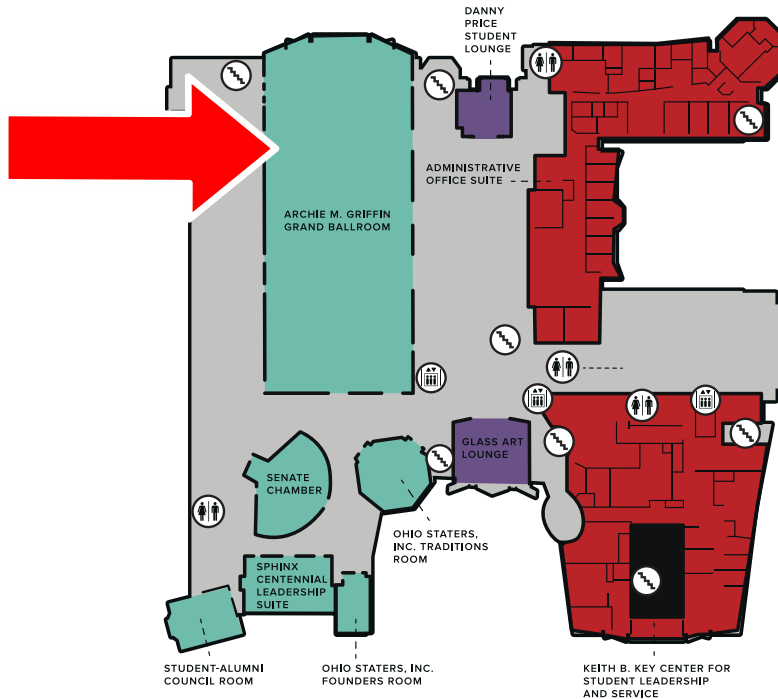 DANNY
PRICE
STUDENT
LOUNGE
ADMINISTRATIVE
OFFICE SUITE
ARCHIE M. GRIFFIN
GRAND BALLROOM
GLASS ART
LOUNGE
SENATE
CHAMBER
OHIO STATERS,
INC. TRADITIONS
ROOM
SPHINX
CENTENNIAL
LEADERSHIP
SUITE
STUDENT-ALUMNI
COUNCIL ROOM
OHIO STATERS, INC.
FOUNDERS ROOM
KEITH B. KEY CENTER FOR
STUDENT LEADERSHIP
AND SERVICE